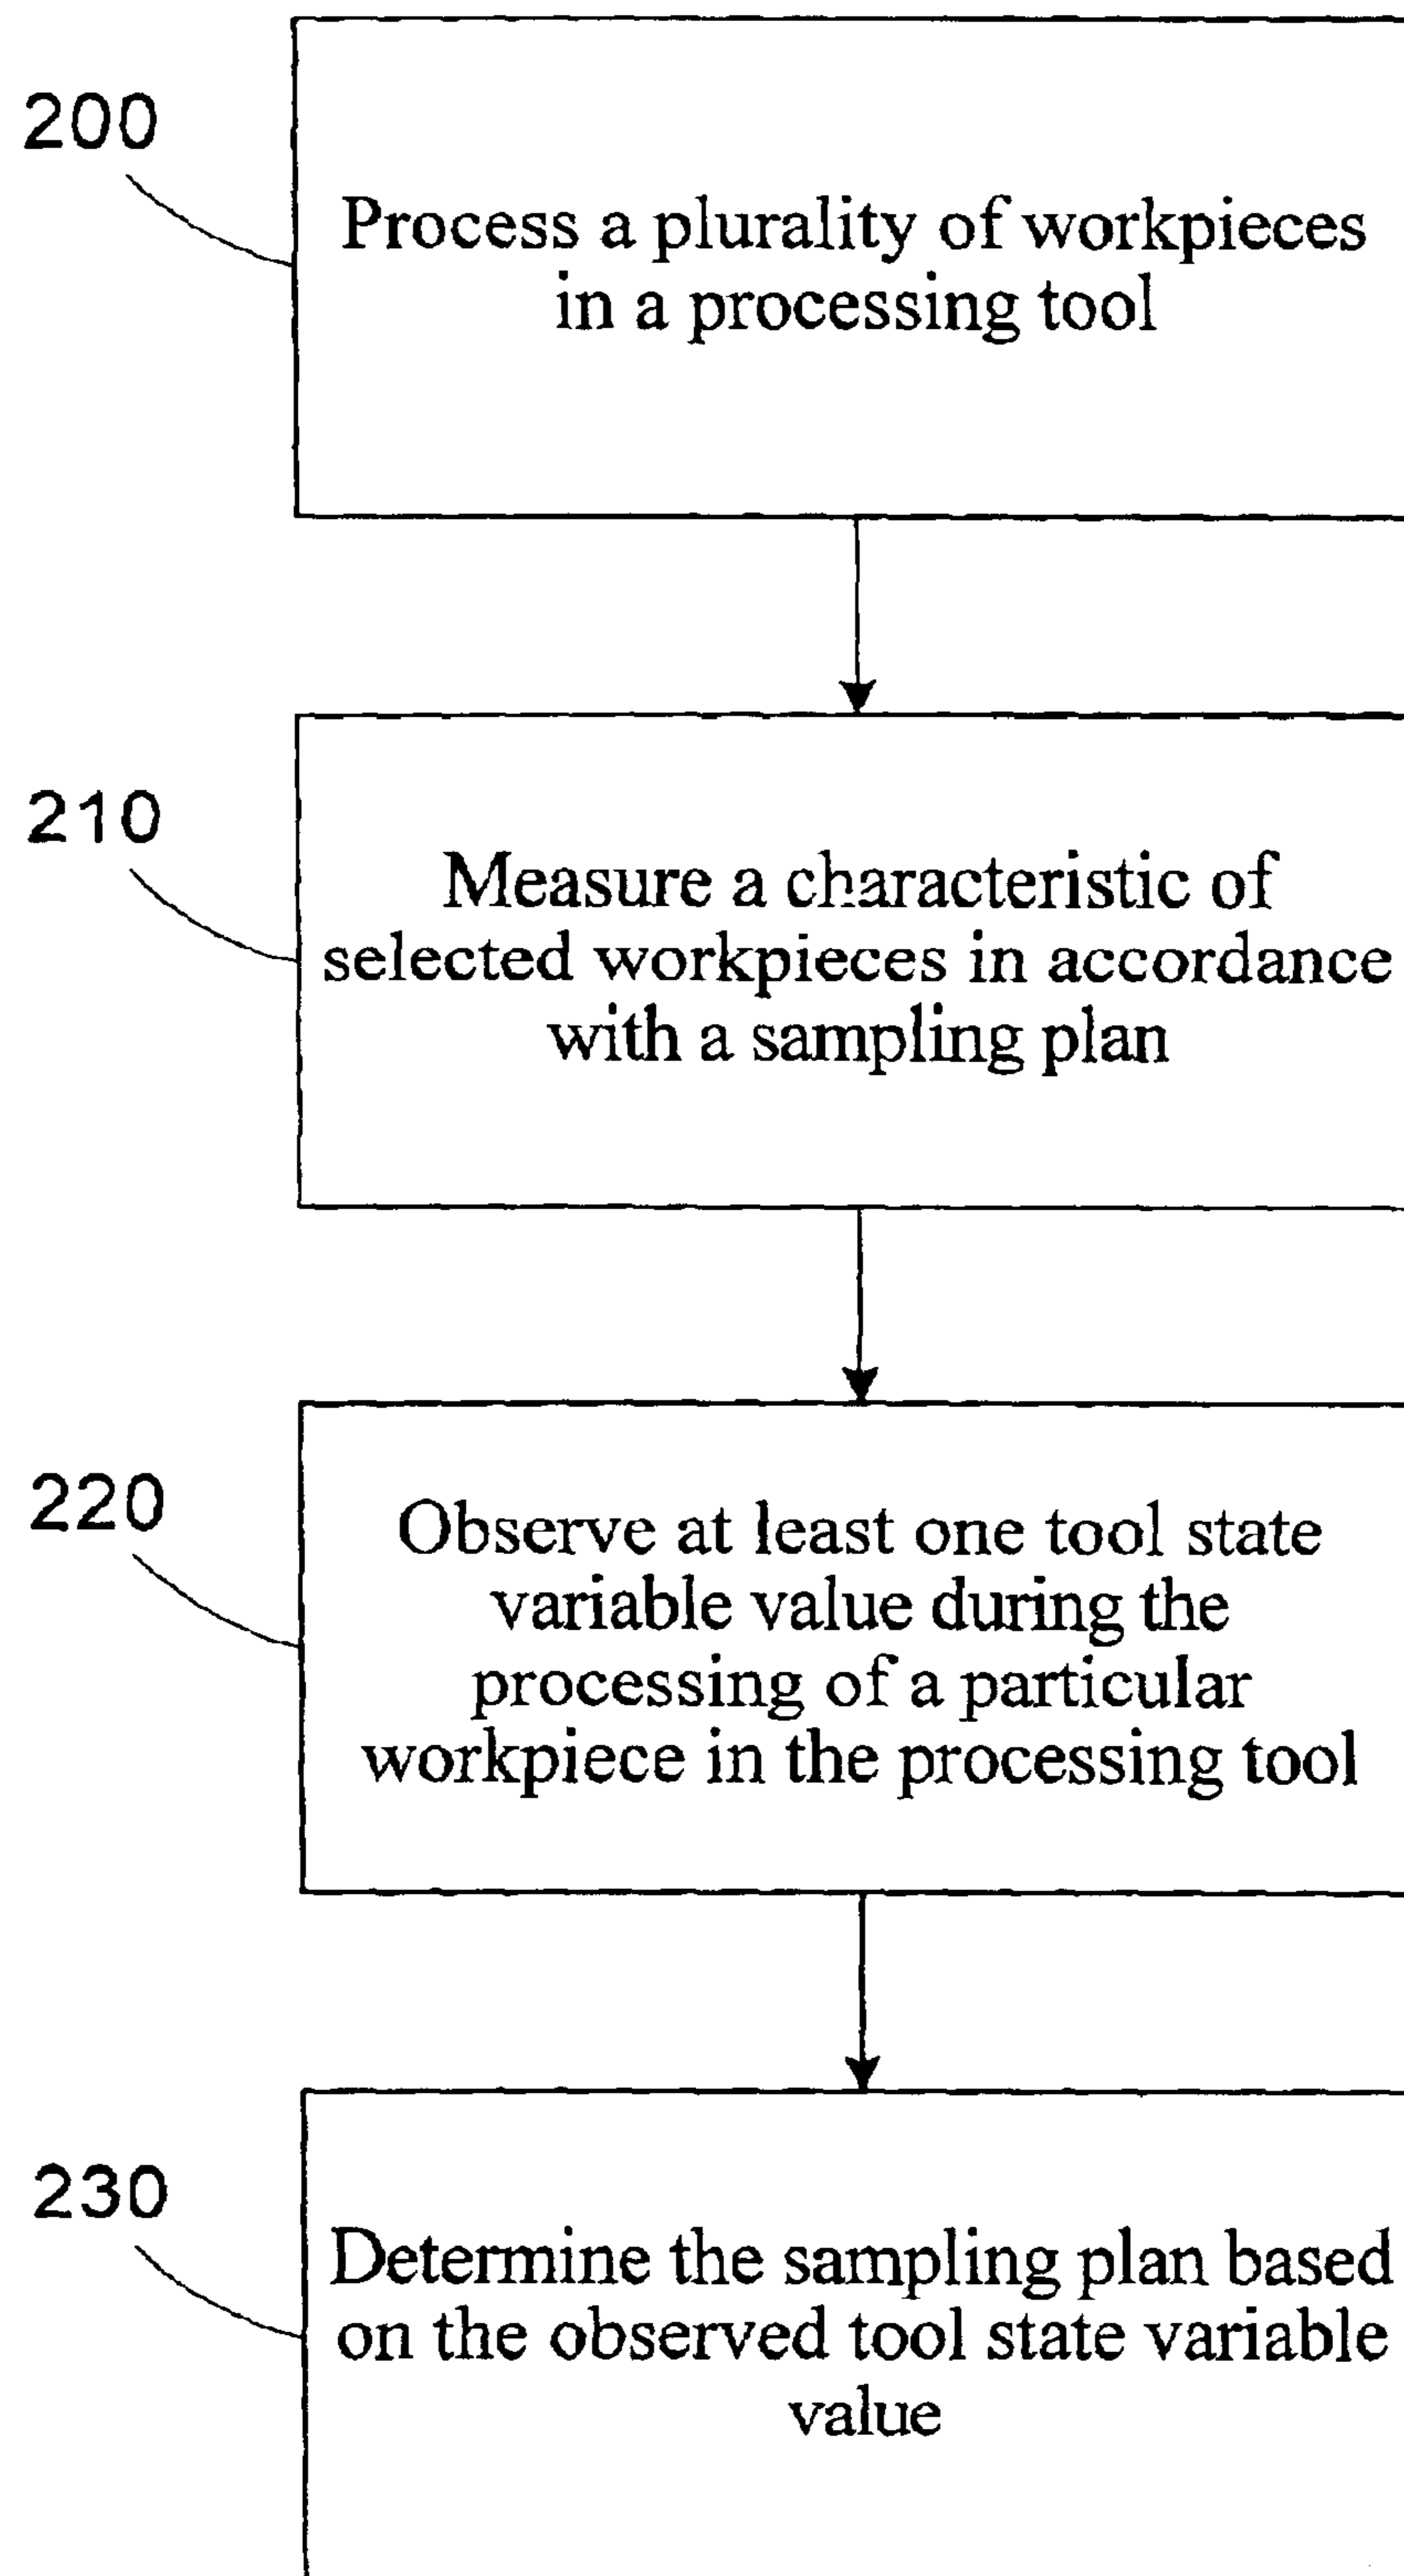 200
Process a plurality of workpieces
in a processing tool
210
Measure a characteristic of
selected workpieces in accordance
with a sampling plan
220
Observe at least one tool state
variable value during the
processing of a particular
workpiece in the processing tool
230
Determine the sampling plan based
on the observed tool state variable
value